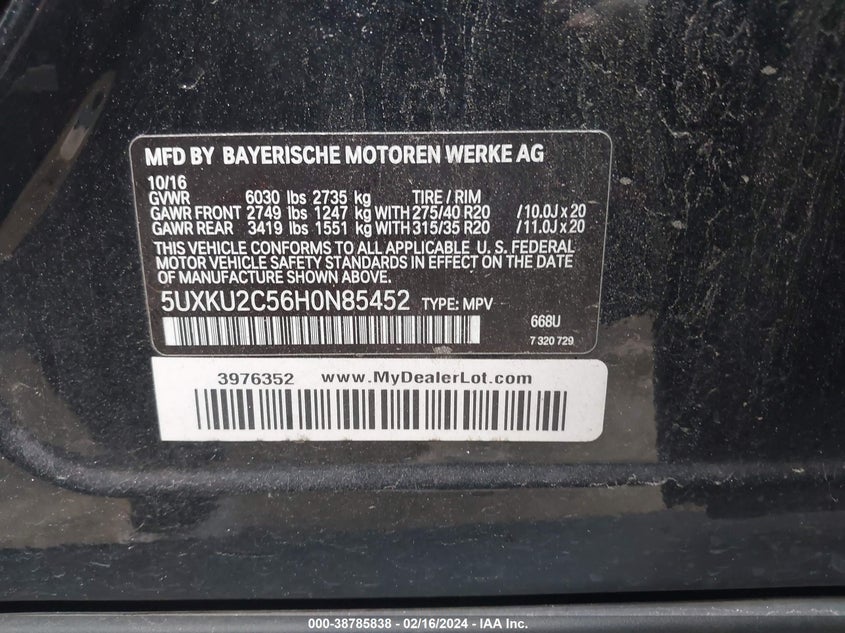 MFD BY BAYERISCHE MOTOREN WERKE AG
10/16
GVWR 6030 lbs 2735 kg TIRE / RIM
GAWR FRONT 2749 lbs 1247 kg WITH 275/40 R20 /10.0J x 20
GAWR REAR 3419 lbs 1551 kg WITH 315/35 R20 /11.0J x 20
THIS VEHICLE CONFORMS TO ALL APPLICABLE U. S. FEDERAL
MOTOR VEHICLE SAFETY STANDARDS IN EFFECT ON THE DATE
OF MANUFACTURE SHOWN ABOVE.
5UXKU2C56H0N85452 TYPE: MPV
668U
7 320 729
3976352 www.MyDealerLot.com
000-38785838 - 02/16/2024 - IAA Inc.